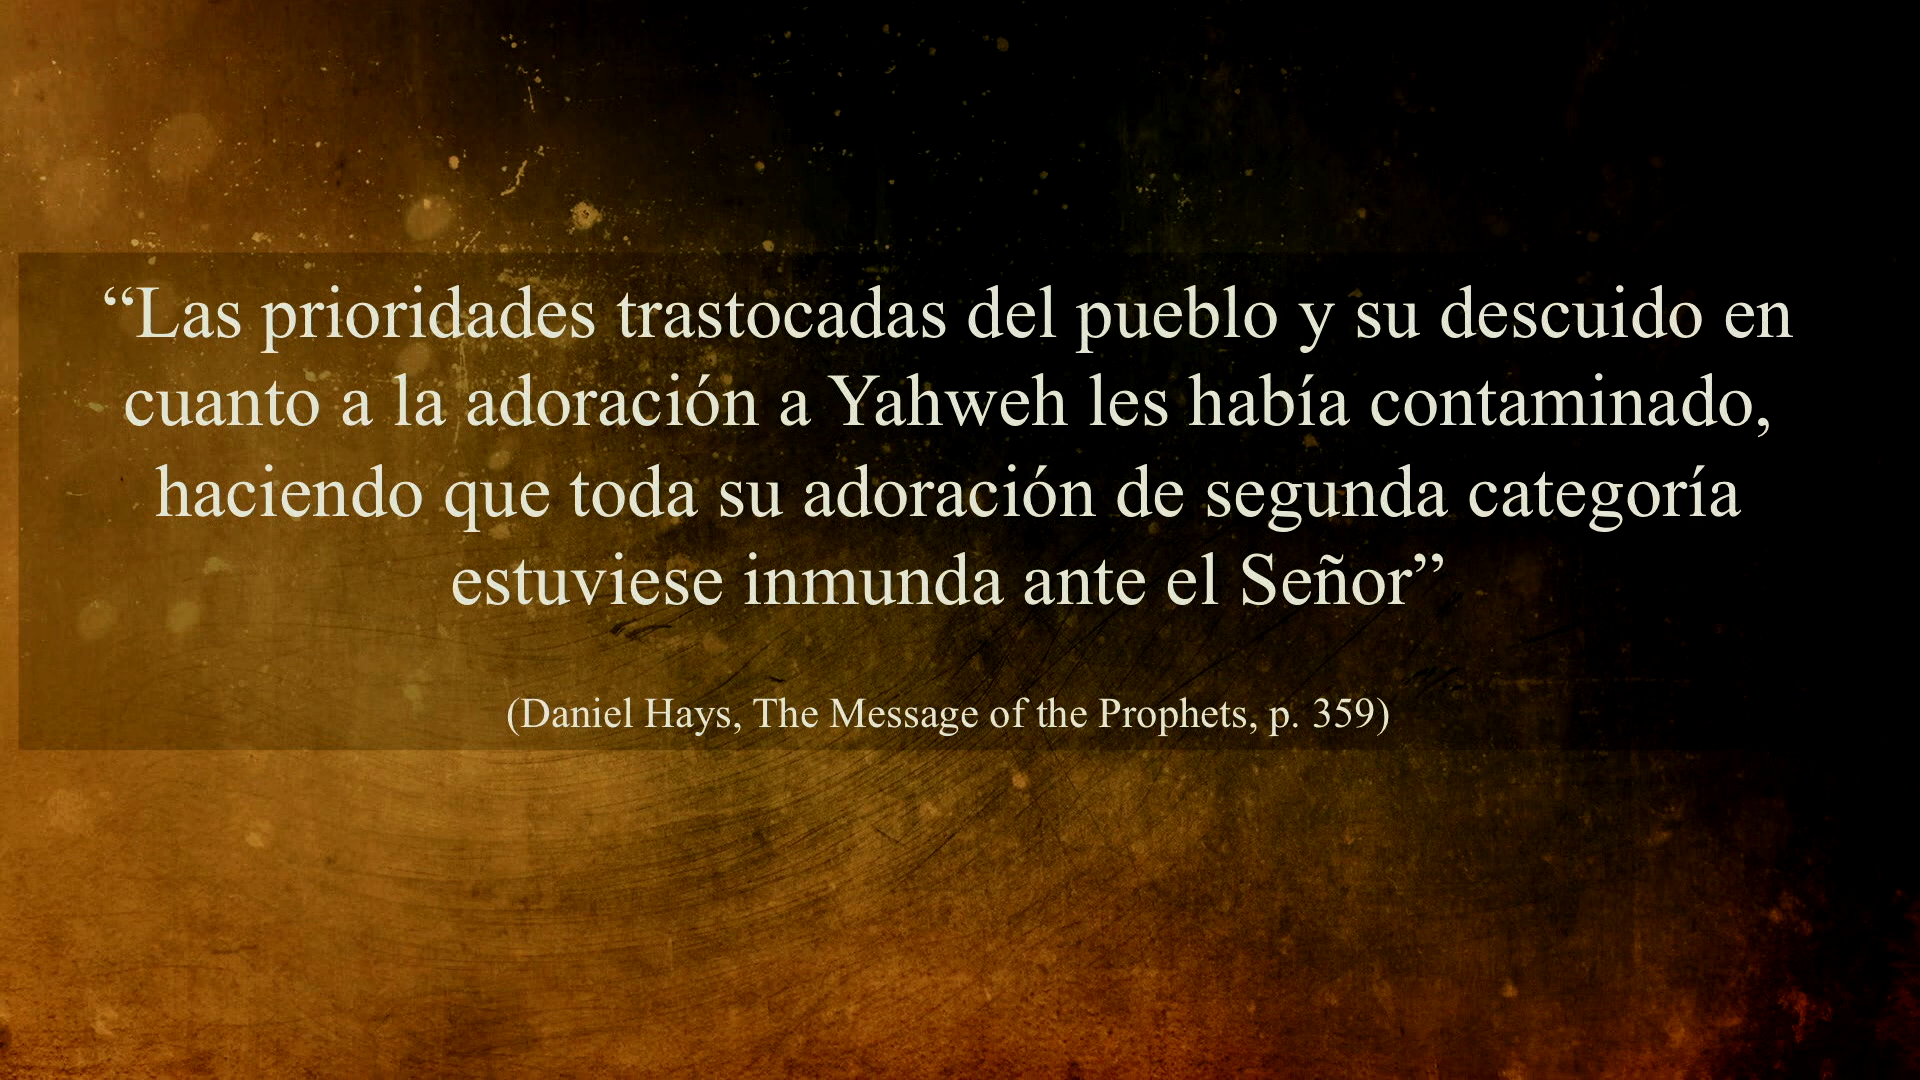 “Las prioridades trastocadas del pueblo y su descuido en
cuanto a la adoración a Yahweh les había contaminado,
haciendo que toda su adoración de segunda categoría
estuviese inmunda ante el Señor”
(Daniel Hays, The Message of the Prophets, p. 359)